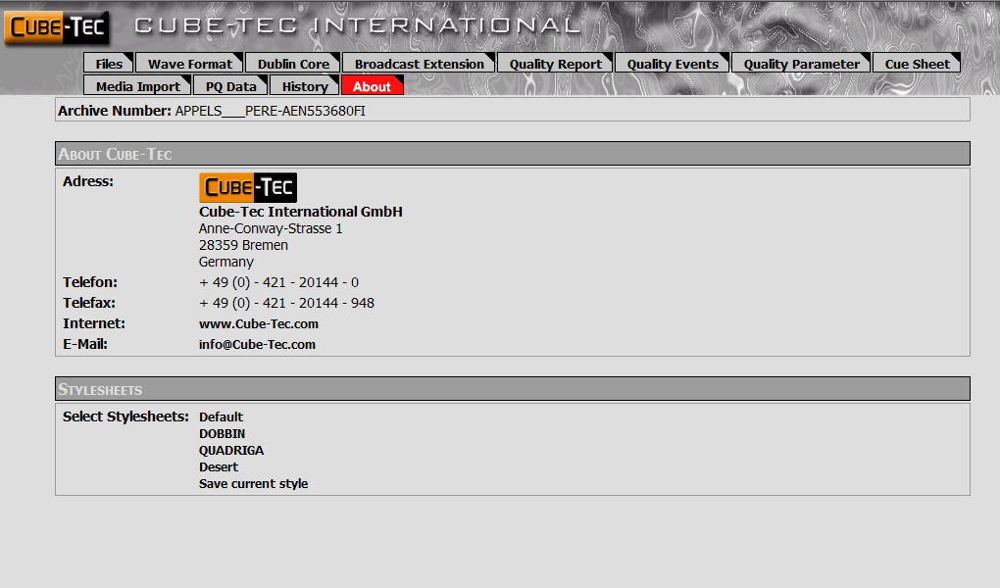 CUBE-TEC CUBE-TEC INTERNATIONAL
Files Wave Format Dublin Core Broadcast Extension Quality Report Quality Events Quality Parameter Cue Sheet
Media Import PQ Data History About
Archive Number: APPELS___PERE-AEN553680FI
ABOUT CUBE-TEC
Adress: CUBE-TEC
Cube-Tec International GmbH
Anne-Conway-Strasse 1
28359 Bremen
Germany
Telefon: + 49 (0) - 421 - 20144 - 0
Telefax: + 49 (0) - 421 - 20144 - 948
Internet: www.Cube-Tec.com
E-Mail: info@Cube-Tec.com
STYLESHEETS
Select Stylesheets: Default
DOBBIN
QUADRIGA
Desert
Save current style